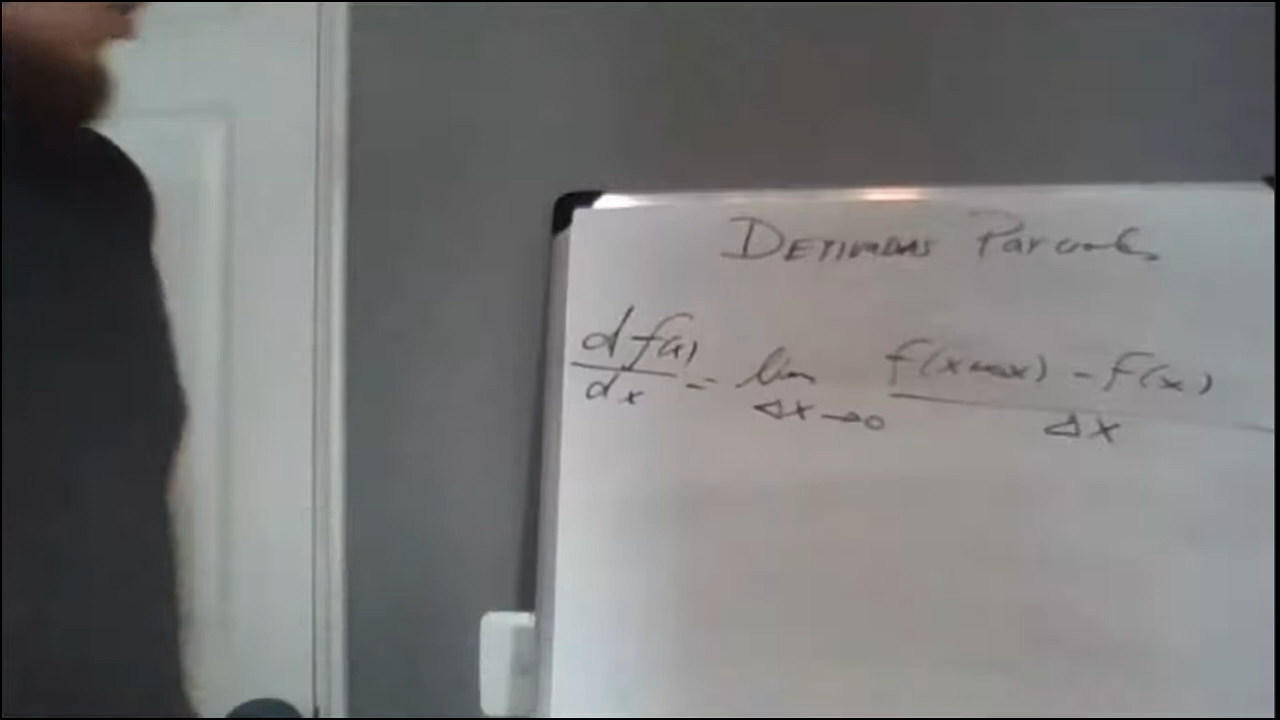 DERIVADAS Parciales
df(x)/dx = lim Δx→0 f(x+Δx) - f(x) / Δx